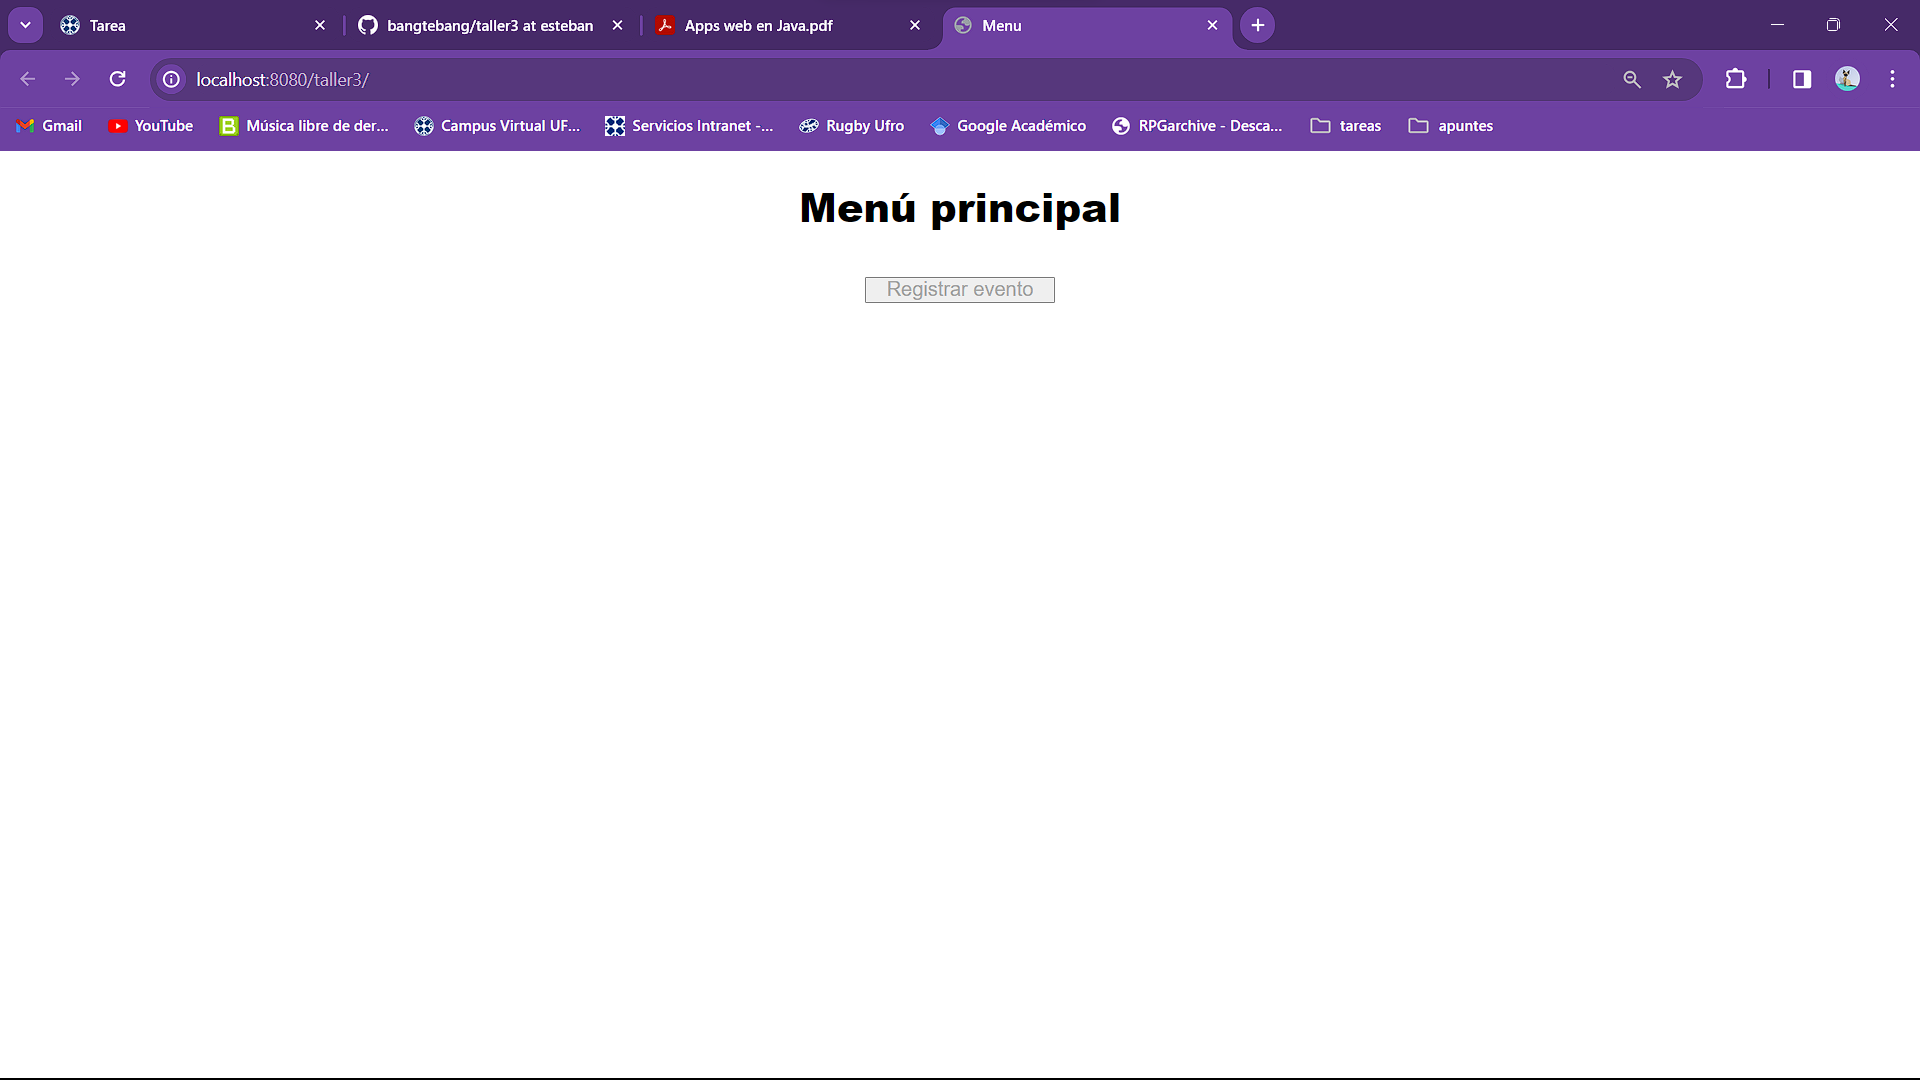 Tarea
bangtebang/taller3 at esteban
Apps web en Java.pdf
Menu
localhost:8080/taller3/
Gmail
YouTube
Música libre de der...
Campus Virtual UF...
Servicios Intranet -...
Rugby Ufro
Google Académico
RPGarchive - Desca...
tareas
apuntes
Menú principal
Registrar evento